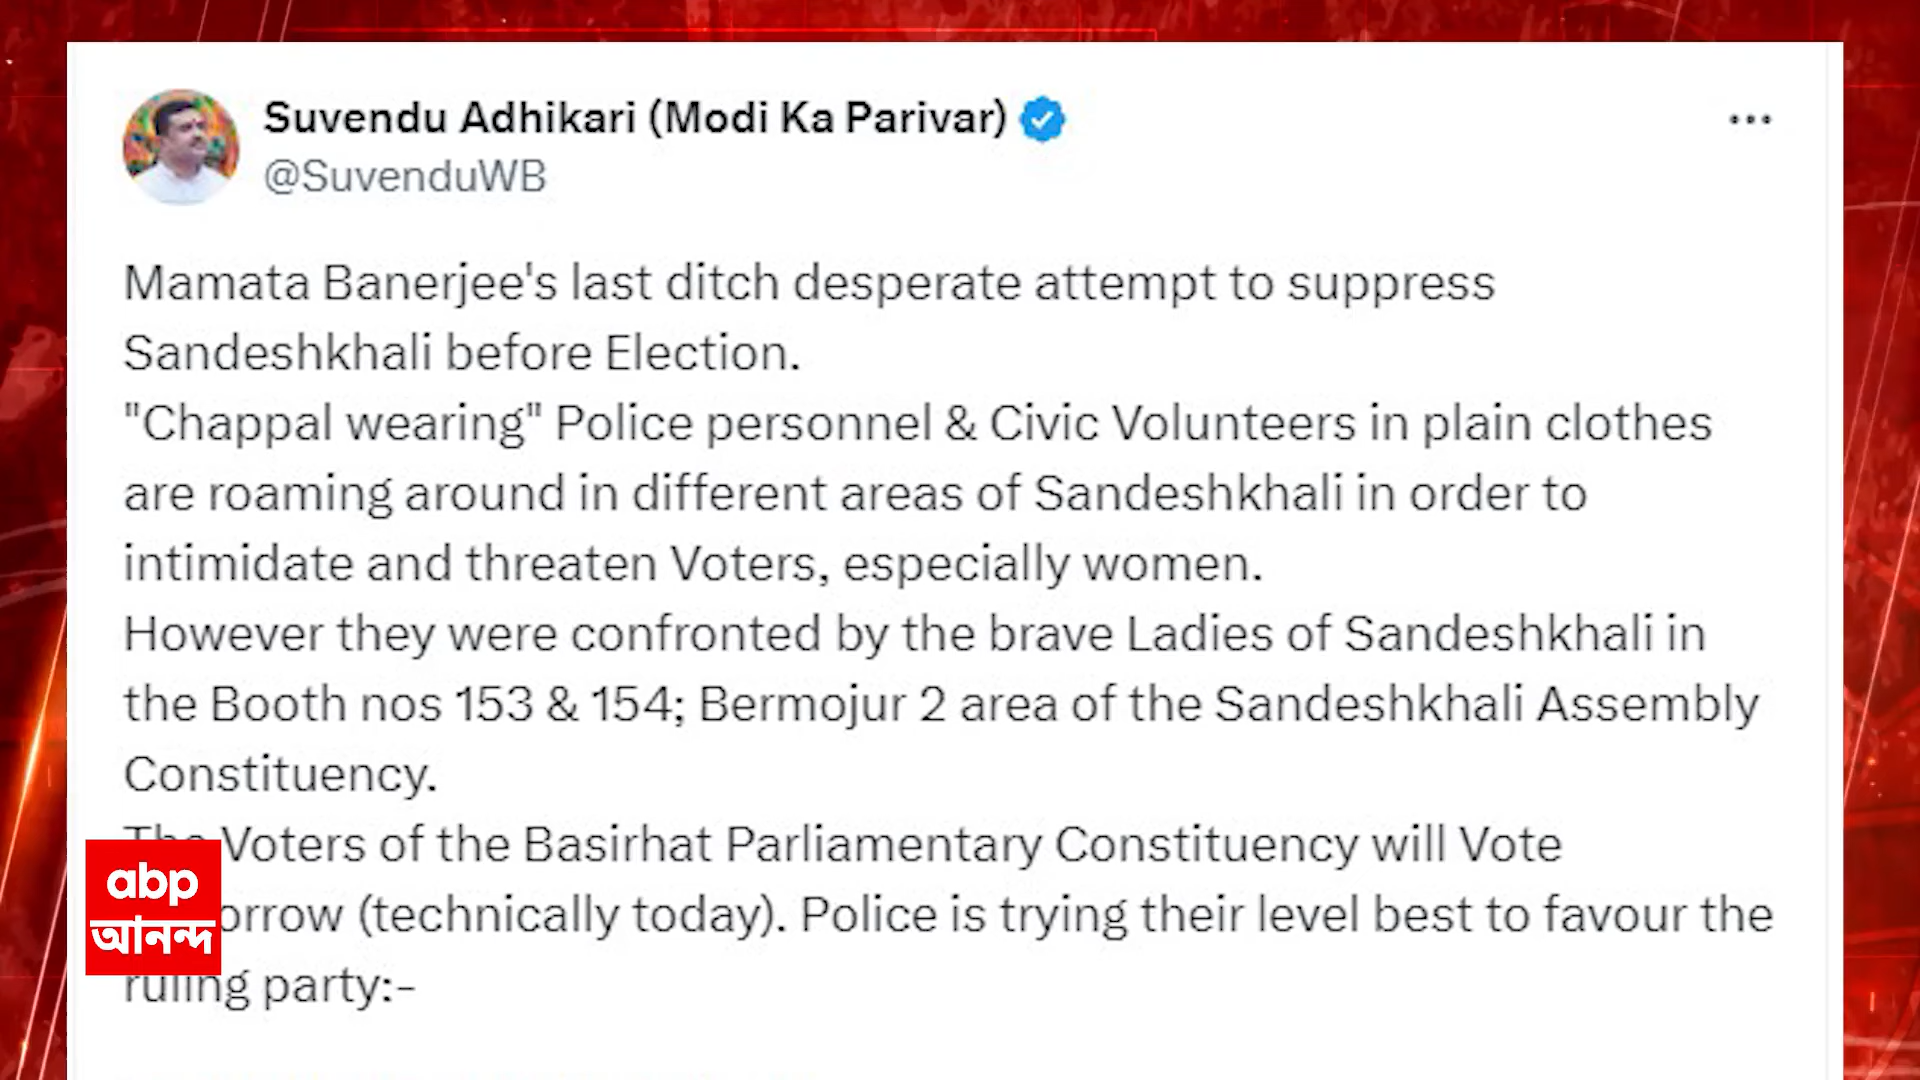 Suvendu Adhikari (Modi Ka Parivar)
@SuvenduWB
Mamata Banerjee's last ditch desperate attempt to suppress
Sandeshkhali before Election.
"Chappal wearing" Police personnel & Civic Volunteers in plain clothes
are roaming around in different areas of Sandeshkhali in order to
intimidate and threaten Voters, especially women.
However they were confronted by the brave Ladies of Sandeshkhali in
the Booth nos 153 & 154; Bermojur 2 area of the Sandeshkhali Assembly
Constituency.
The Voters of the Basirhat Parliamentary Constituency will Vote
orrow (technically today). Police is trying their level best to favour the
ruling party:-
abp
আনন্দ